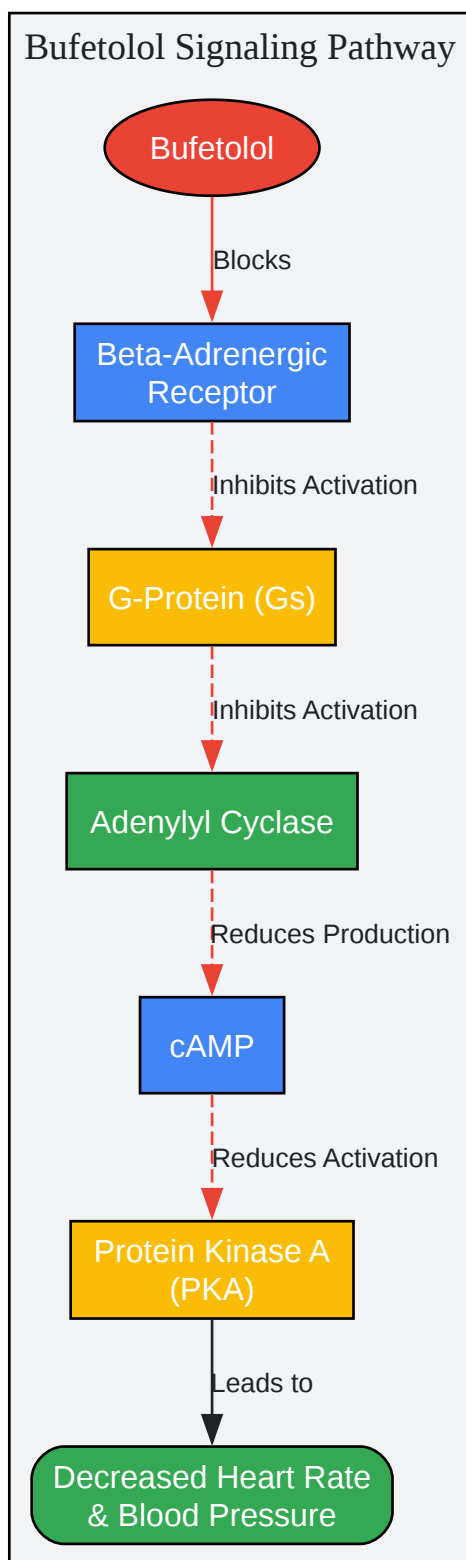 Bufetolol Signaling Pathway
Bufetolol
Blocks
Beta-Adrenergic
Receptor
Inhibits Activation
G-Protein (Gs)
Inhibits Activation
Adenylyl Cyclase
Reduces Production
cAMP
Reduces Activation
Protein Kinase A
(PKA)
Leads to
Decreased Heart Rate
& Blood Pressure